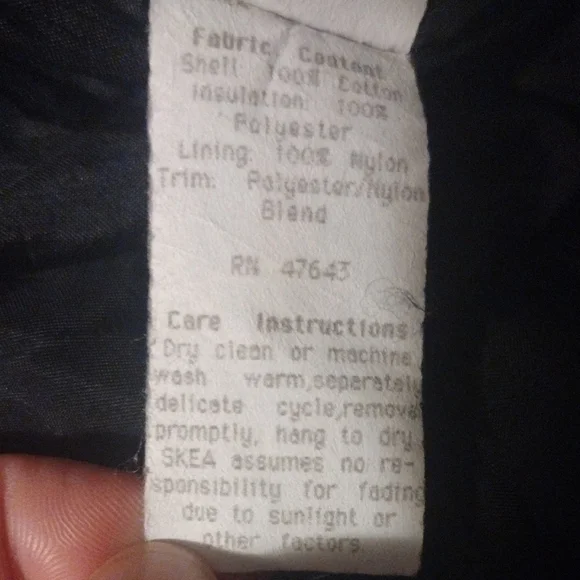 Fabric Content
Shell 100% Cotton
Insulation: 100%
Polyester
Lining: 100% Nylon
Trim: Polyester/Nylon
Blend
RN 47643
Care Instructions
Dry clean or machine
wash warm,separately
delicate cycle,remove
promptly, hang to dry.
SKEA assumes no re-
sponsibility for fading
due to sunlight or
other factors.